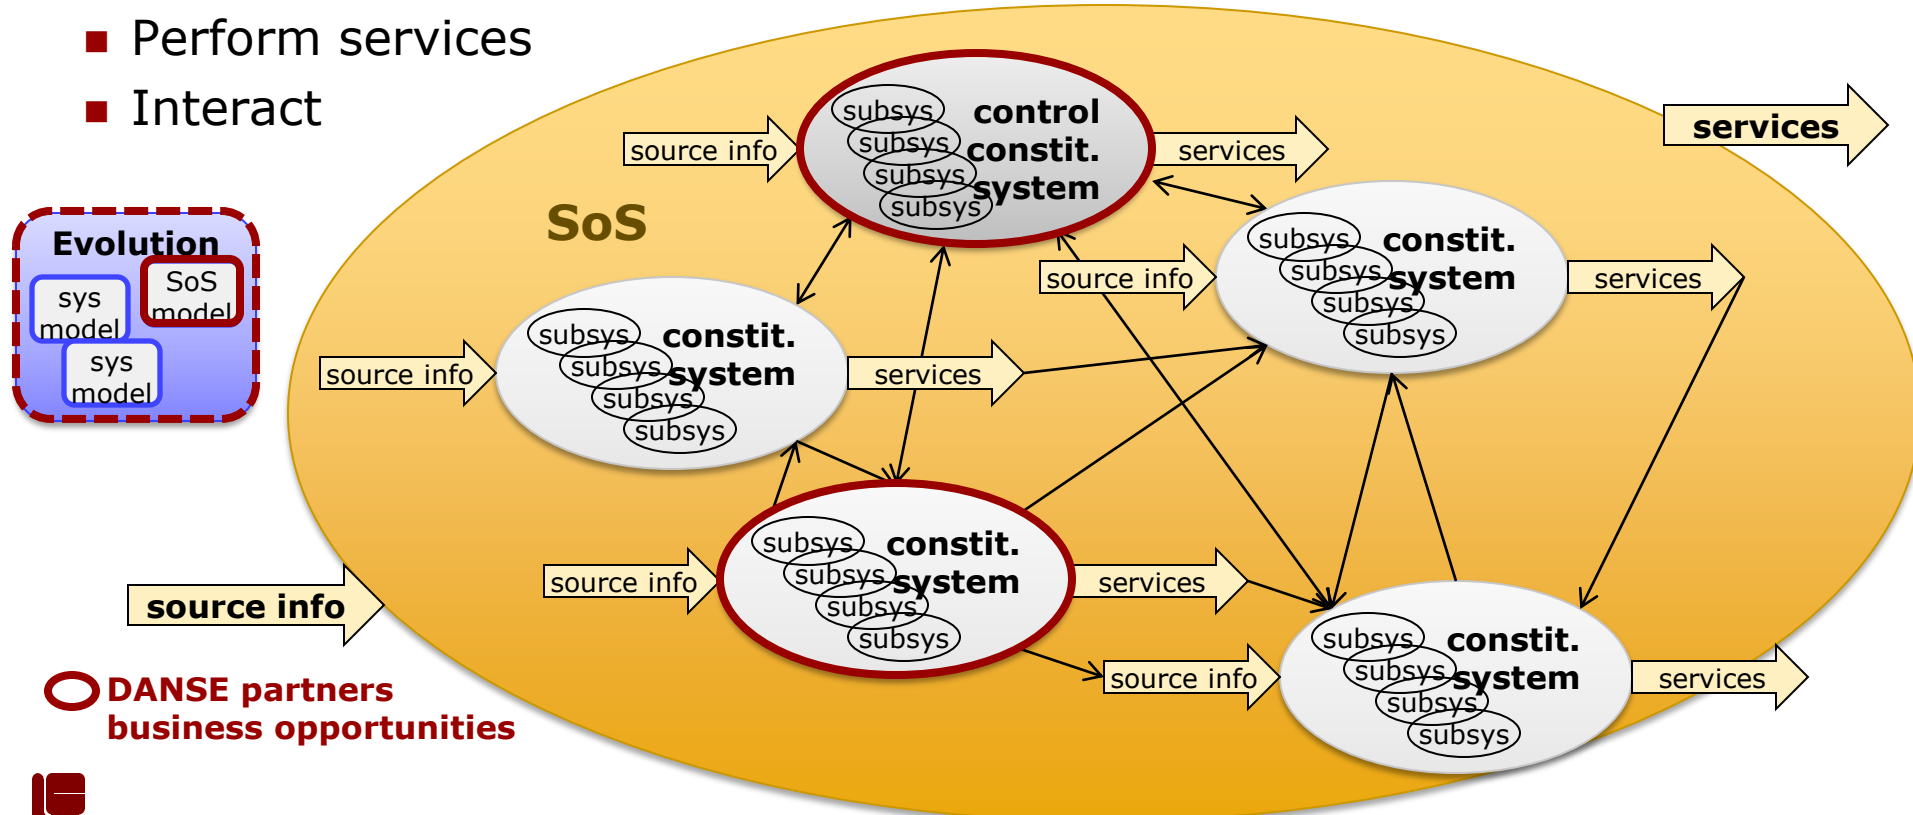 Perform services
Interact
services
source info
subsys
subsys
subsys
subsys
control
constit.
system
services
SoS
Evolution
sys
model
SoS
model
sys
model
source info
subsys
subsys
subsys
subsys
constit.
system
services
source info
subsys
subsys
subsys
subsys
constit.
system
services
source info
subsys
subsys
subsys
subsys
constit.
system
services
source info
source info
subsys
subsys
subsys
subsys
constit.
system
services
DANSE partners
business opportunities